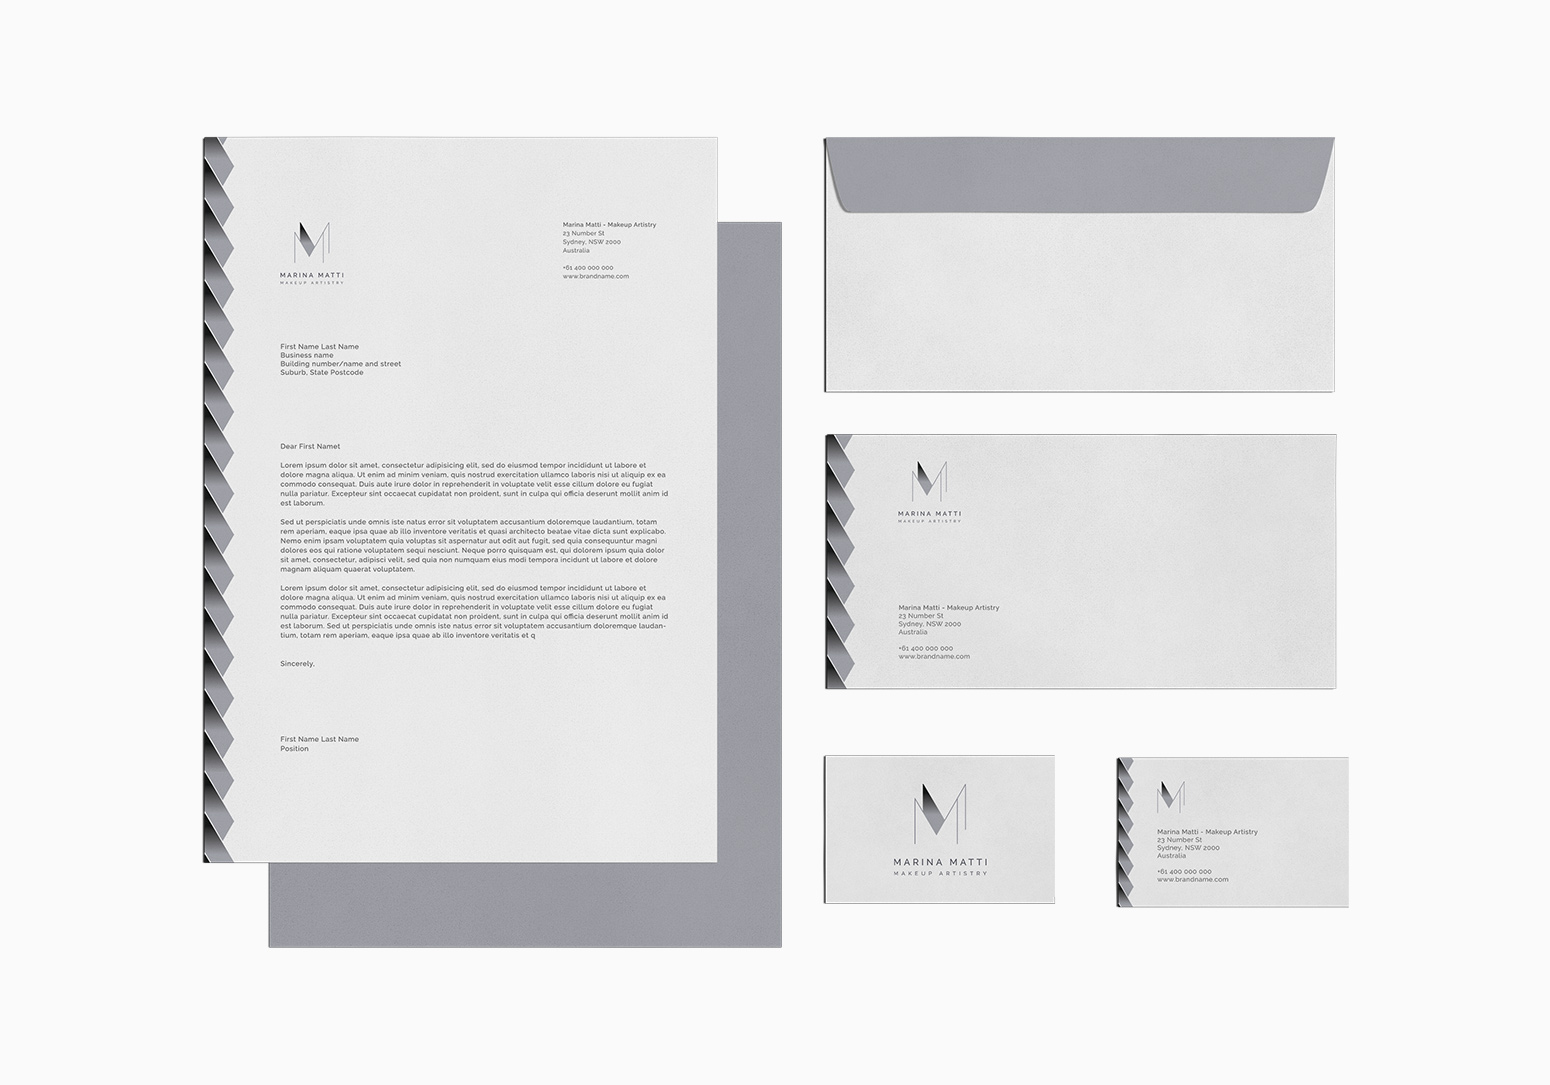 MARINA MATTI
MAKEUP ARTISTRY
Marina Matti - Makeup Artistry
23 Number St
Sydney, NSW 2000
Australia
+61 400 000 000
www.brandname.com
First Name Last Name
Business name
Building number/name and street
Suburb, State Postcode
Dear First Namet
Lorem ipsum dolor sit amet, consectetur adipisicing elit, sed do eiusmod tempor incididunt ut labore et
dolore magna aliqua. Ut enim ad minim veniam, quis nostrud exercitation ullamco laboris nisi ut aliquip ex ea
commodo consequat. Duis aute irure dolor in reprehenderit in voluptate velit esse cillum dolore eu fugiat
nulla pariatur. Excepteur sint occaecat cupidatat non proident, sunt in culpa qui officia deserunt mollit anim id
est laborum.
Sed ut perspiciatis unde omnis iste natus error sit voluptatem accusantium doloremque laudantium, totam
rem aperiam, eaque ipsa quae ab illo inventore veritatis et quasi architecto beatae vitae dicta sunt explicabo.
Nemo enim ipsam voluptatem quia voluptas sit aspernatur aut odit aut fugit, sed quia consequuntur magni
dolores eos qui ratione voluptatem sequi nesciunt. Neque porro quisquam est, qui dolorem ipsum quia dolor
sit amet, consectetur, adipisci velit, sed quia non numquam eius modi tempora incidunt ut labore et dolore
magnam aliquam quaerat voluptatem.
Lorem ipsum dolor sit amet, consectetur adipisicing elit, sed do eiusmod tempor incididunt ut labore et
dolore magna aliqua. Ut enim ad minim veniam, quis nostrud exercitation ullamco laboris nisi ut aliquip ex ea
commodo consequat. Duis aute irure dolor in reprehenderit in voluptate velit esse cillum dolore eu fugiat
nulla pariatur. Excepteur sint occaecat cupidatat non proident, sunt in culpa qui officia deserunt mollit anim id
est laborum. Sed ut perspiciatis unde omnis iste natus error sit voluptatem accusantium doloremque laudan-
tium, totam rem aperiam, eaque ipsa quae ab illo inventore veritatis et q
Sincerely,
First Name Last Name
Position
MARINA MATTI
MAKEUP ARTISTRY
Marina Matti - Makeup Artistry
23 Number St
Sydney, NSW 2000
Australia
+61 400 000 000
www.brandname.com
MARINA MATTI
MAKEUP ARTISTRY
Marina Matti - Makeup Artistry
23 Number St
Sydney, NSW 2000
Australia
+61 400 000 000
www.brandname.com